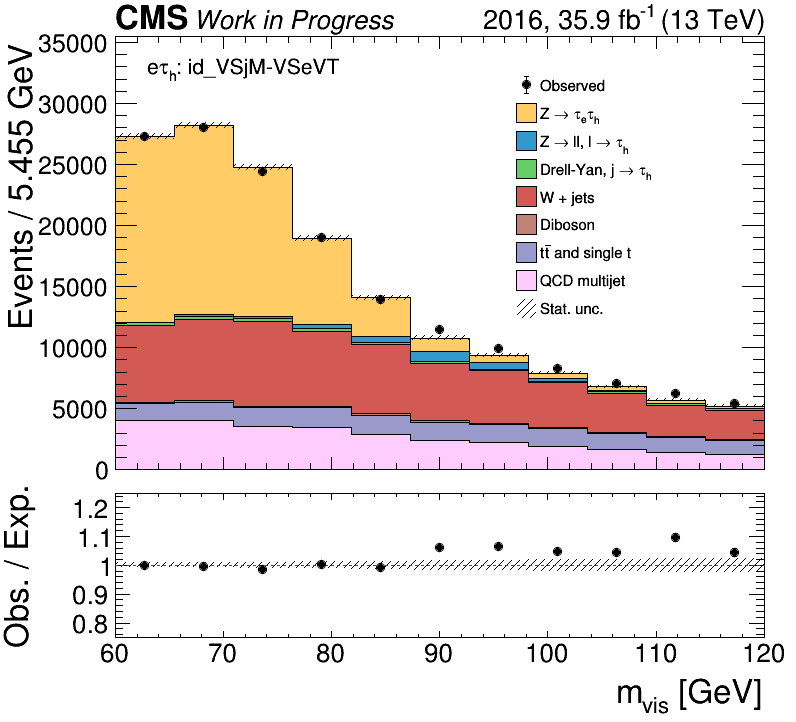 CMS Work in Progress 2016, 35.9 fb⁻¹ (13 TeV)
Events / 5.455 GeV
35000
30000
25000
20000
15000
10000
5000
0
eτₕ: id_VSjM-VSeVT
Observed
Z → τₑτₕ
Z → ll, l → τₕ
Drell-Yan, j → τₕ
W + jets
Diboson
tt̄ and single t
QCD multijet
Stat. unc.
Obs. / Exp.
1.2
1.1
1
0.9
0.8
60 70 80 90 100 110 120
m_vis [GeV]